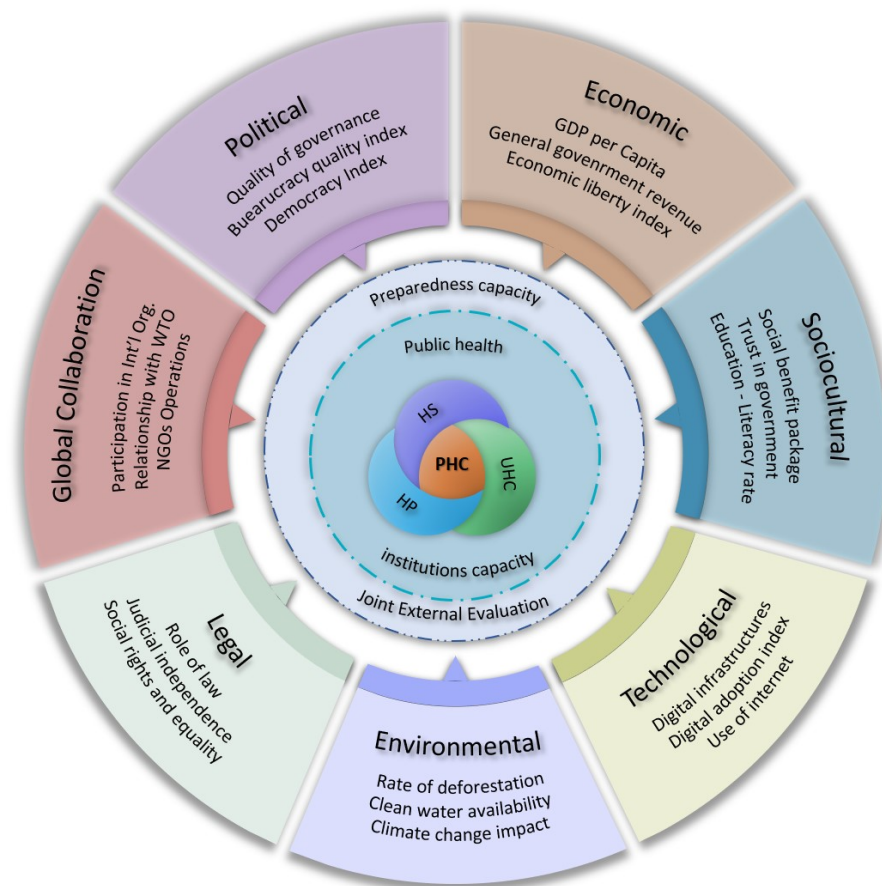 Political
Quality of governance
Buearucracy quality index
Democracy Index
Economic
GDP per Capita
General govenrment revenue
Economic liberty index
Sociocultural
Social benefit package
Trust in government
Education - Literacy rate
Technological
Digital infrastructures
Digital adoption index
Use of internet
Environmental
Rate of deforestation
Clean water availability
Climate change impact
Legal
Role of law
Judicial independence
Social rights and equality
Global Collaboration
Participation in Int'l Org.
Relationship with WTO
NGOs Operations
Preparedness capacity
Public health
HS
PHC
UHC
HP
institutions capacity
Joint External Evaluation